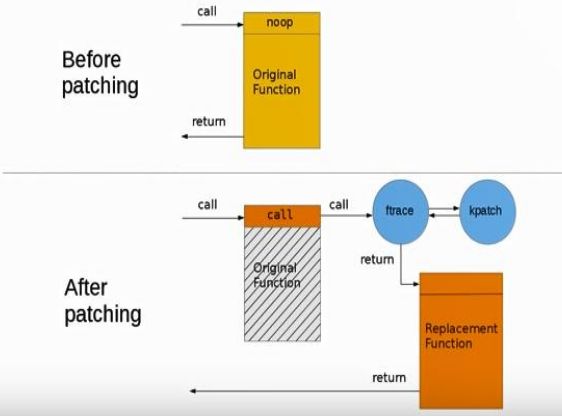 call
noop
Before
patching
Original
Function
return
call
call
call
ftrace
kpatch
Original
Function
return
After
patching
Replacement
Function
return